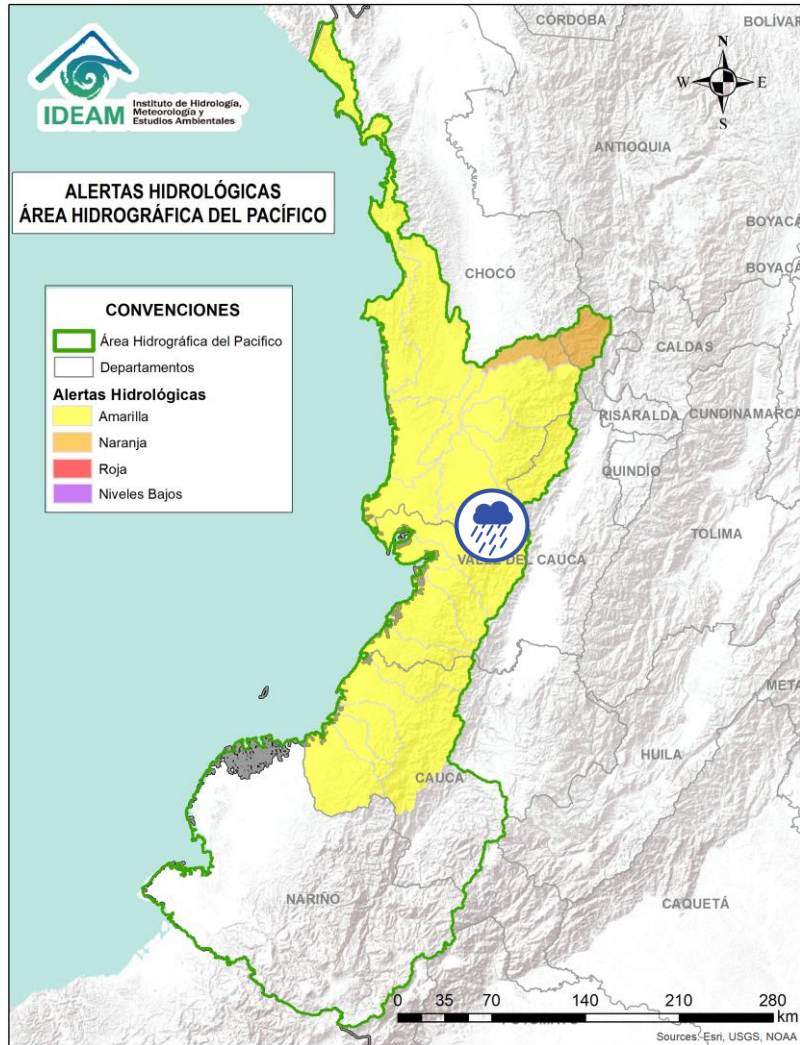 CÓRDOBA
BOLÍVAR
IDEAM
Instituto de Hidrología,
Meteorología y
Estudios Ambientales
N
W E
S
ANTIOQUIA
ALERTAS HIDROLÓGICAS
ÁREA HIDROGRÁFICA DEL PACÍFICO
BOYACÁ
CHOCÓ
BOYACÁ
CONVENCIONES
Área Hidrográfica del Pacifico
Departamentos
Alertas Hidrológicas
Amarilla
Naranja
Roja
Niveles Bajos
CALDAS
RISARALDA
CUNDINAMARCA
QUINDÍO
TOLIMA
VALLE DEL CAUCA
META
HUILA
CAUCA
NARIÑO
CAQUETÁ
0 35 70 140 210 280
km
Sources: Esri, USGS, NOAA